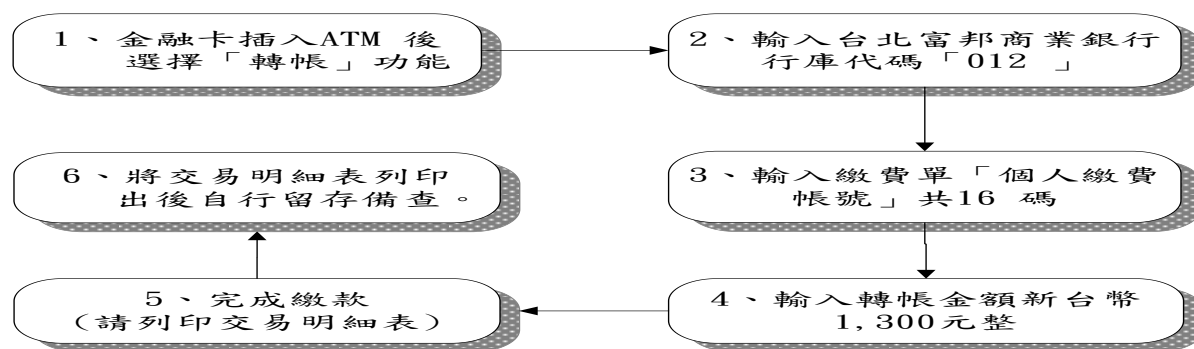 1、金融卡插入ATM 後
選擇「轉帳」功能
2、輸入台北富邦商業銀行
行庫代碼「012 」
3、輸入繳費單「個人繳費
帳號」共16 碼
4、輸入轉帳金額新台幣
1,300元整
5、完成繳款
(請列印交易明細表)
6、將交易明細表列印
出後自行留存備查。